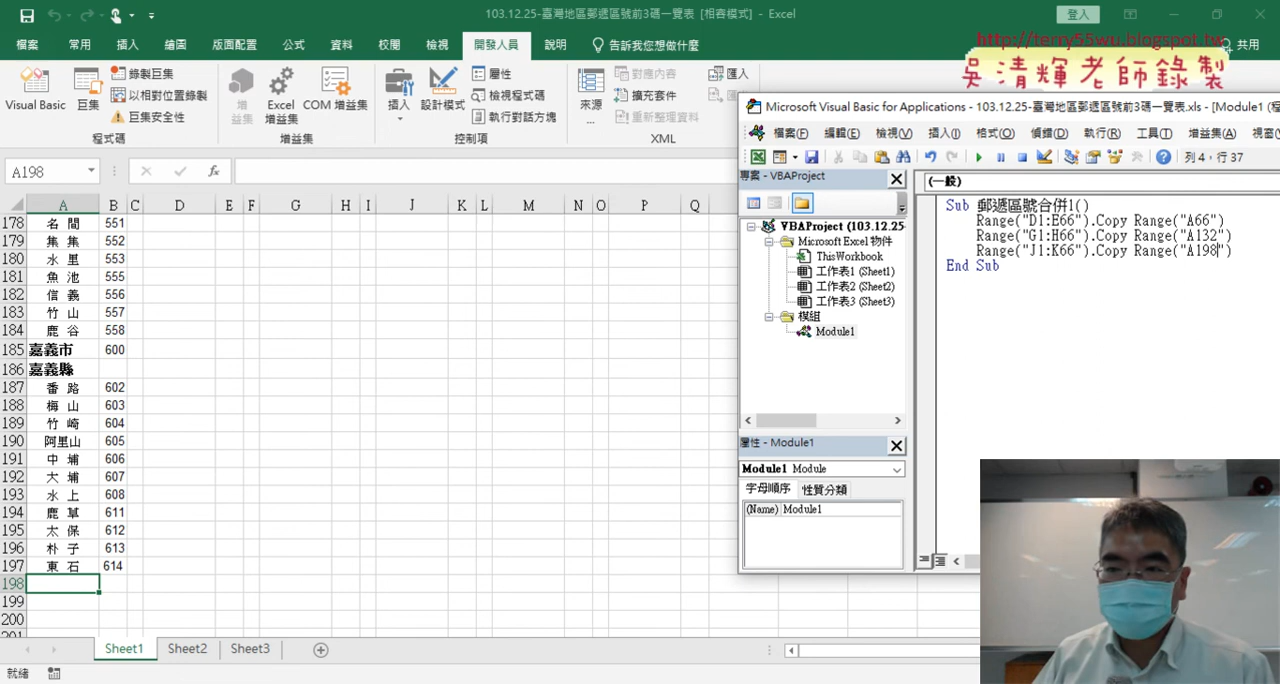 103.12.25-臺灣地區郵遞區號前3碼一覽表 [相容模式] - Excel
登入
檔案 常用 插入 繪圖 版面配置 公式 資料 校閱 檢視 開發人員 說明 告訴我您想做什麼 共用
http://terry55wu.blogspot.tw
吳清輝老師錄製
Visual Basic 巨集 錄製巨集 以相對位置錄製 巨集安全性
程式碼
增益集 Excel 增益集 COM 增益集
增益集
插入 設計模式 屬性 檢視程式碼 執行對話方塊
控制項
來源 對應內容 擴充套件 重新整理資料 匯入
XML
A198 fx
A B C D E F G H I J K L M N O P Q
178 名 間 551
179 集 集 552
180 水 里 553
181 魚 池 555
182 信 義 556
183 竹 山 557
184 鹿 谷 558
185 嘉義市 600
186 嘉義縣
187 番 路 602
188 梅 山 603
189 竹 崎 604
190 阿里山 605
191 中 埔 606
192 大 埔 607
193 水 上 608
194 鹿 草 611
195 太 保 612
196 朴 子 613
197 東 石 614
198
199
200
201
Sheet1 Sheet2 Sheet3
就緒
Microsoft Visual Basic for Applications - 103.12.25-臺灣地區郵遞區號前3碼一覽表.xls - [Module1 (程
檔案(F) 編輯(E) 檢視(V) 插入(I) 格式(O) 偵錯(D) 執行(R) 工具(T) 增益集(A) 視窗(
列 4，行 37
專案 - VBAProject
VBAProject (103.12.25-
Microsoft Excel 物件
ThisWorkbook
工作表1 (Sheet1)
工作表2 (Sheet2)
工作表3 (Sheet3)
模組
Module1
屬性 - Module1
Module1 Module
字母順序 性質分類
(Name) Module1
(一般)
Sub 郵遞區號合併1()
Range("D1:E66").Copy Range("A66")
Range("G1:H66").Copy Range("A132")
Range("J1:K66").Copy Range("A198")
End Sub